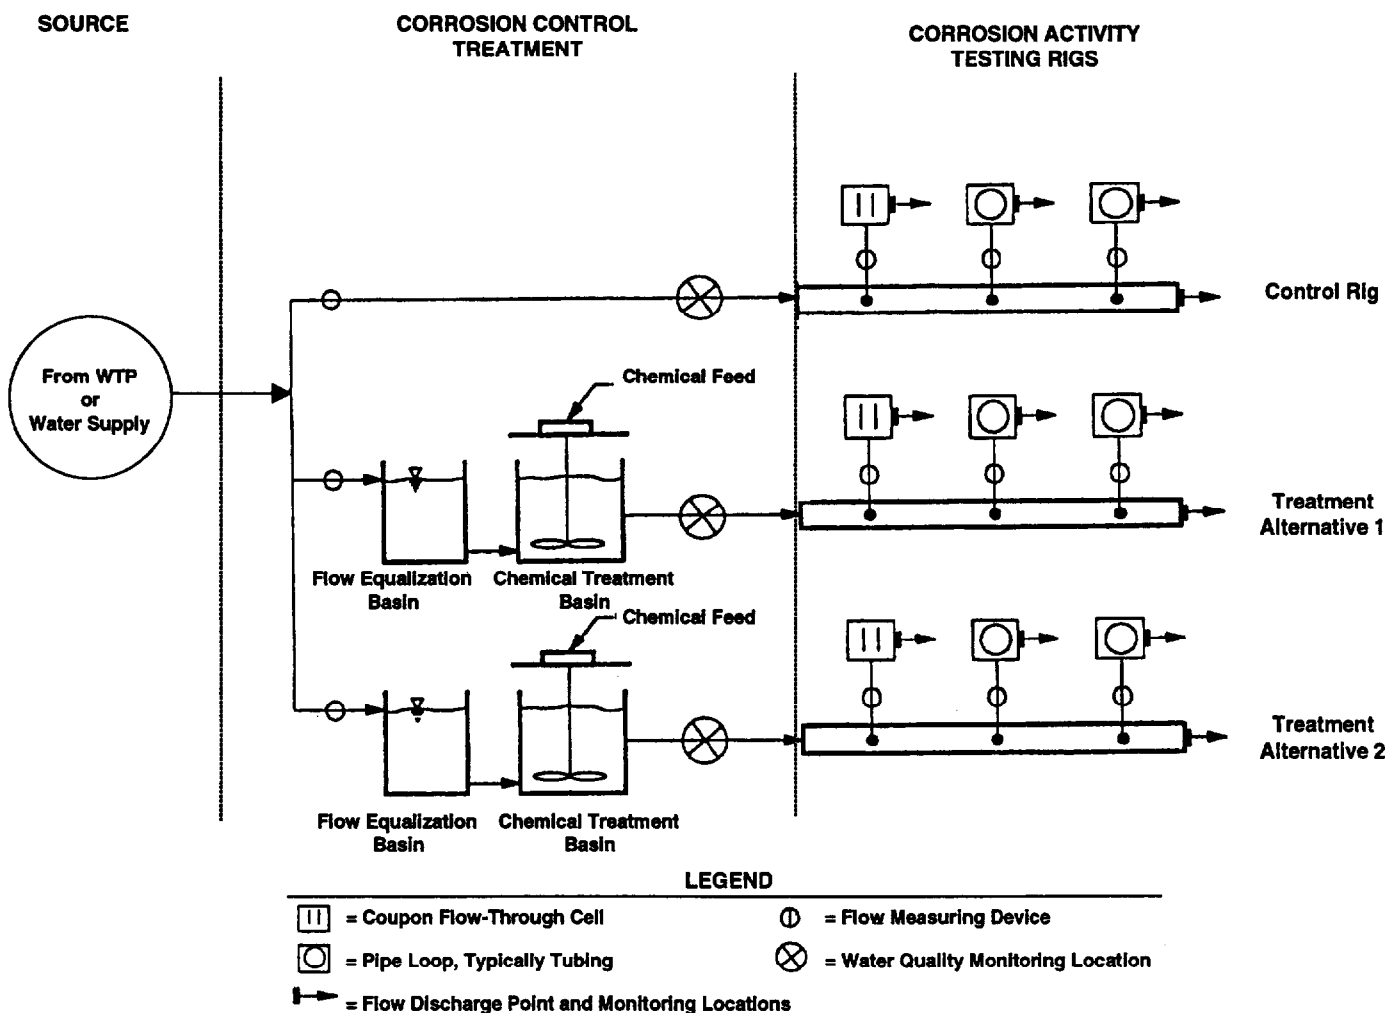 SOURCE
CORROSION CONTROL
TREATMENT
CORROSION ACTIVITY
TESTING RIGS
Control Rig
From WTP
or
Water Supply
Chemical Feed
Treatment
Alternative 1
Flow Equalization
Basin
Chemical Treatment
Basin
Chemical Feed
Treatment
Alternative 2
Flow Equalization
Basin
Chemical Treatment
Basin
LEGEND
= Coupon Flow-Through Cell
= Flow Measuring Device
= Pipe Loop, Typically Tubing
= Water Quality Monitoring Location
= Flow Discharge Point and Monitoring Locations